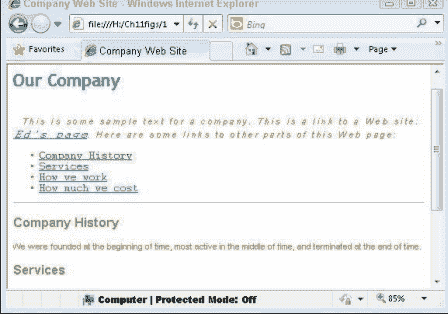 Company Web Site - Windows Internet Explorer
file:///H:/Ch11figs/1
Bing
Favorites
Company Web Site
Page
Our Company
This is some sample text for a company. This is a link to a Web site:
Ed's page Here are some links to other parts of this Web page:
• Company History
• Services
• How we work
• How much we cost
Company History
We were founded at the beginning of time, most active in the middle of time, and terminated at the end of time.
Services
Computer | Protected Mode: Off
85%